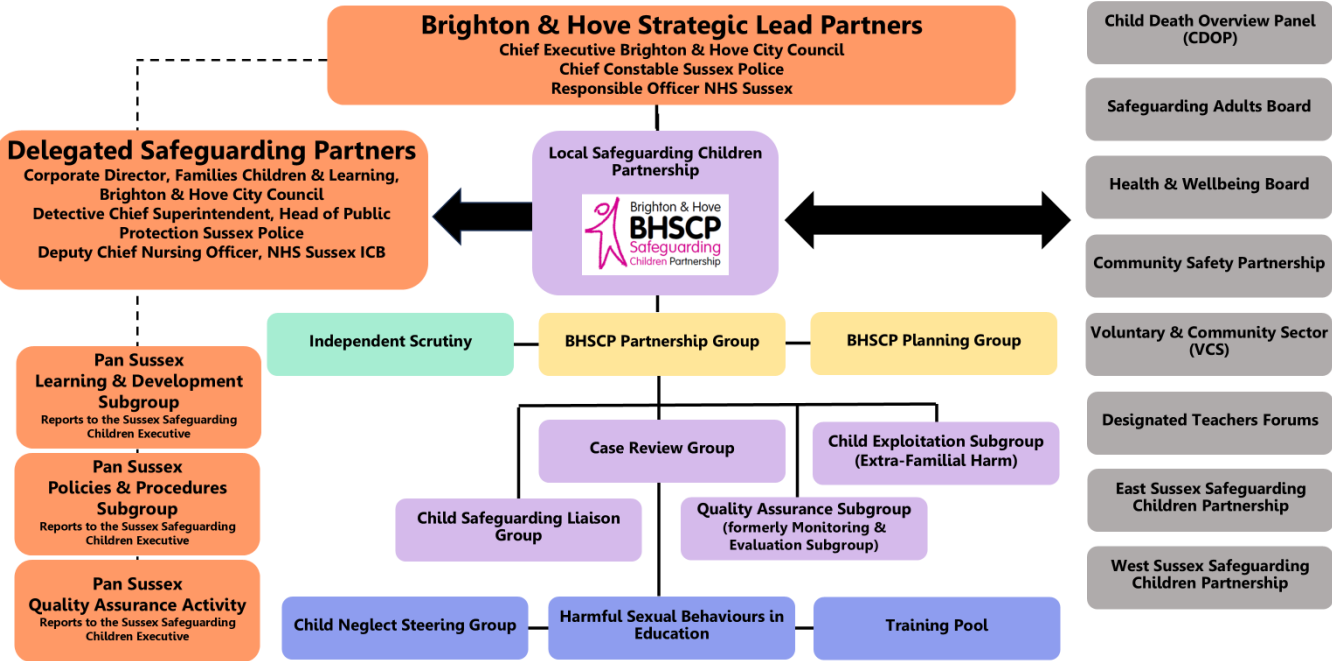 Brighton & Hove Strategic Lead Partners
Chief Executive Brighton & Hove City Council
Chief Constable Sussex Police
Responsible Officer NHS Sussex
Delegated Safeguarding Partners
Corporate Director, Families Children & Learning,
Brighton & Hove City Council
Detective Chief Superintendent, Head of Public
Protection Sussex Police
Deputy Chief Nursing Officer, NHS Sussex ICB
Local Safeguarding Children
Partnership
Brighton & Hove
BHSCP
Safeguarding
Children Partnership
Independent Scrutiny
BHSCP Partnership Group
BHSCP Planning Group
Case Review Group
Child Exploitation Subgroup
(Extra-Familial Harm)
Child Safeguarding Liaison
Group
Quality Assurance Subgroup
(formerly Monitoring &
Evaluation Subgroup)
Child Neglect Steering Group
Harmful Sexual Behaviours in
Education
Training Pool
Pan Sussex
Learning & Development
Subgroup
Reports to the Sussex Safeguarding
Children Executive
Pan Sussex
Policies & Procedures
Subgroup
Reports to the Sussex Safeguarding
Children Executive
Pan Sussex
Quality Assurance Activity
Reports to the Sussex Safeguarding
Children Executive
Child Death Overview Panel
(CDOP)
Safeguarding Adults Board
Health & Wellbeing Board
Community Safety Partnership
Voluntary & Community Sector
(VCS)
Designated Teachers Forums
East Sussex Safeguarding
Children Partnership
West Sussex Safeguarding
Children Partnership